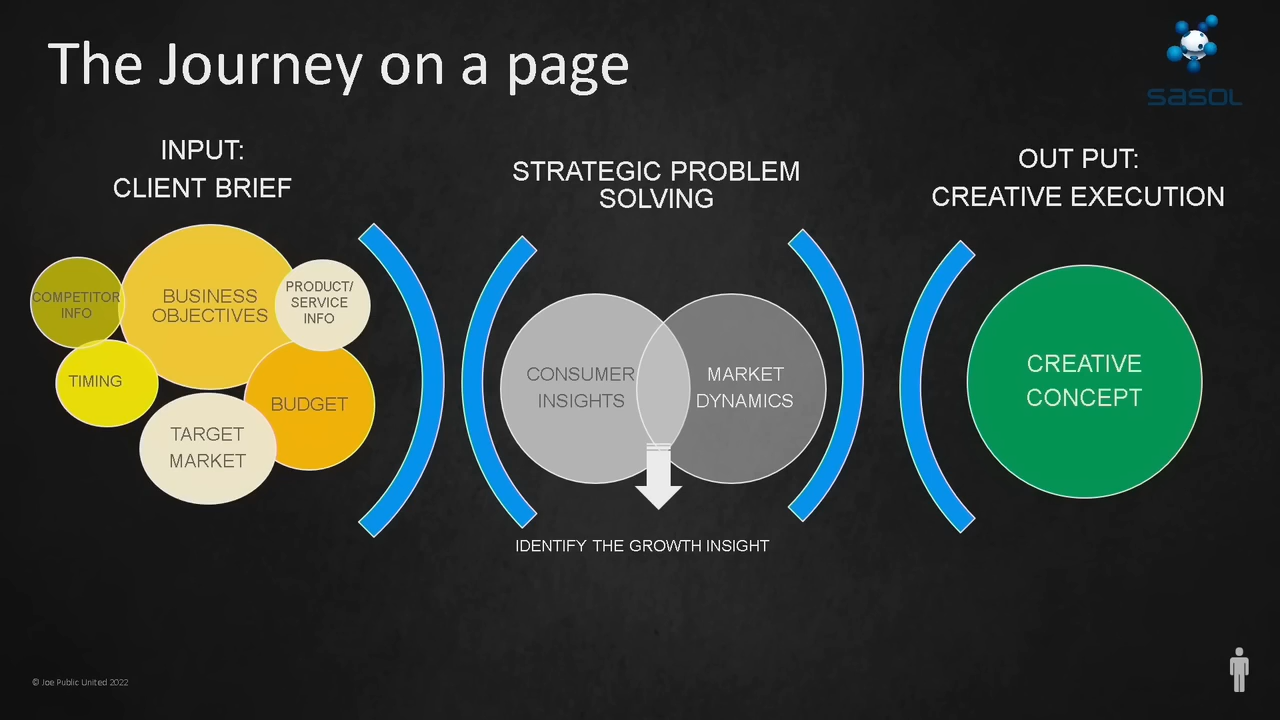 The Journey on a page
sasol
INPUT:
CLIENT BRIEF
COMPETITOR
INFO
BUSINESS
OBJECTIVES
PRODUCT/
SERVICE
INFO
TIMING
BUDGET
TARGET
MARKET
STRATEGIC PROBLEM
SOLVING
CONSUMER
INSIGHTS
MARKET
DYNAMICS
IDENTIFY THE GROWTH INSIGHT
OUT PUT:
CREATIVE EXECUTION
CREATIVE
CONCEPT
© Joe Public United 2022